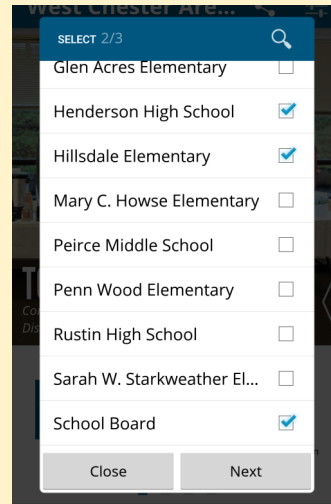 West Chester Are...
SELECT 2/3
Glen Acres Elementary
Henderson High School
Hillsdale Elementary
Mary C. Howse Elementary
Peirce Middle School
Penn Wood Elementary
Rustin High School
Sarah W. Starkweather El...
School Board
Close
Next